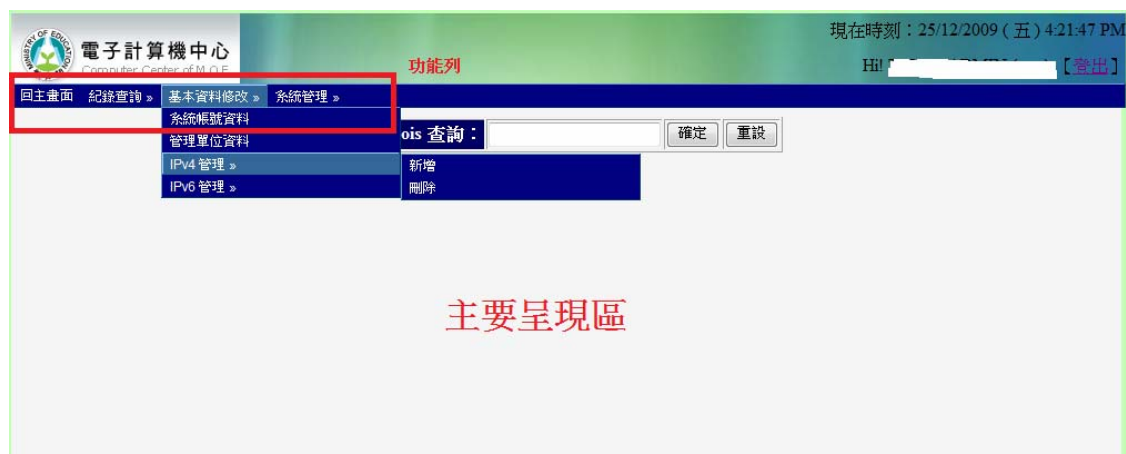 現在時刻：25/12/2009 ( 五 ) 4:21:47 PM
MINISTRY OF EDUCATION
電子計算機中心
Computer Center of M.O.E
功能列
Hi! 【登出】
回主畫面 紀錄查詢 » 基本資料修改 » 系統管理 »
系統帳號資料
ois 查詢： 確定 重設
管理單位資料
IPv4 管理 » 新增
IPv6 管理 » 刪除
主要呈現區